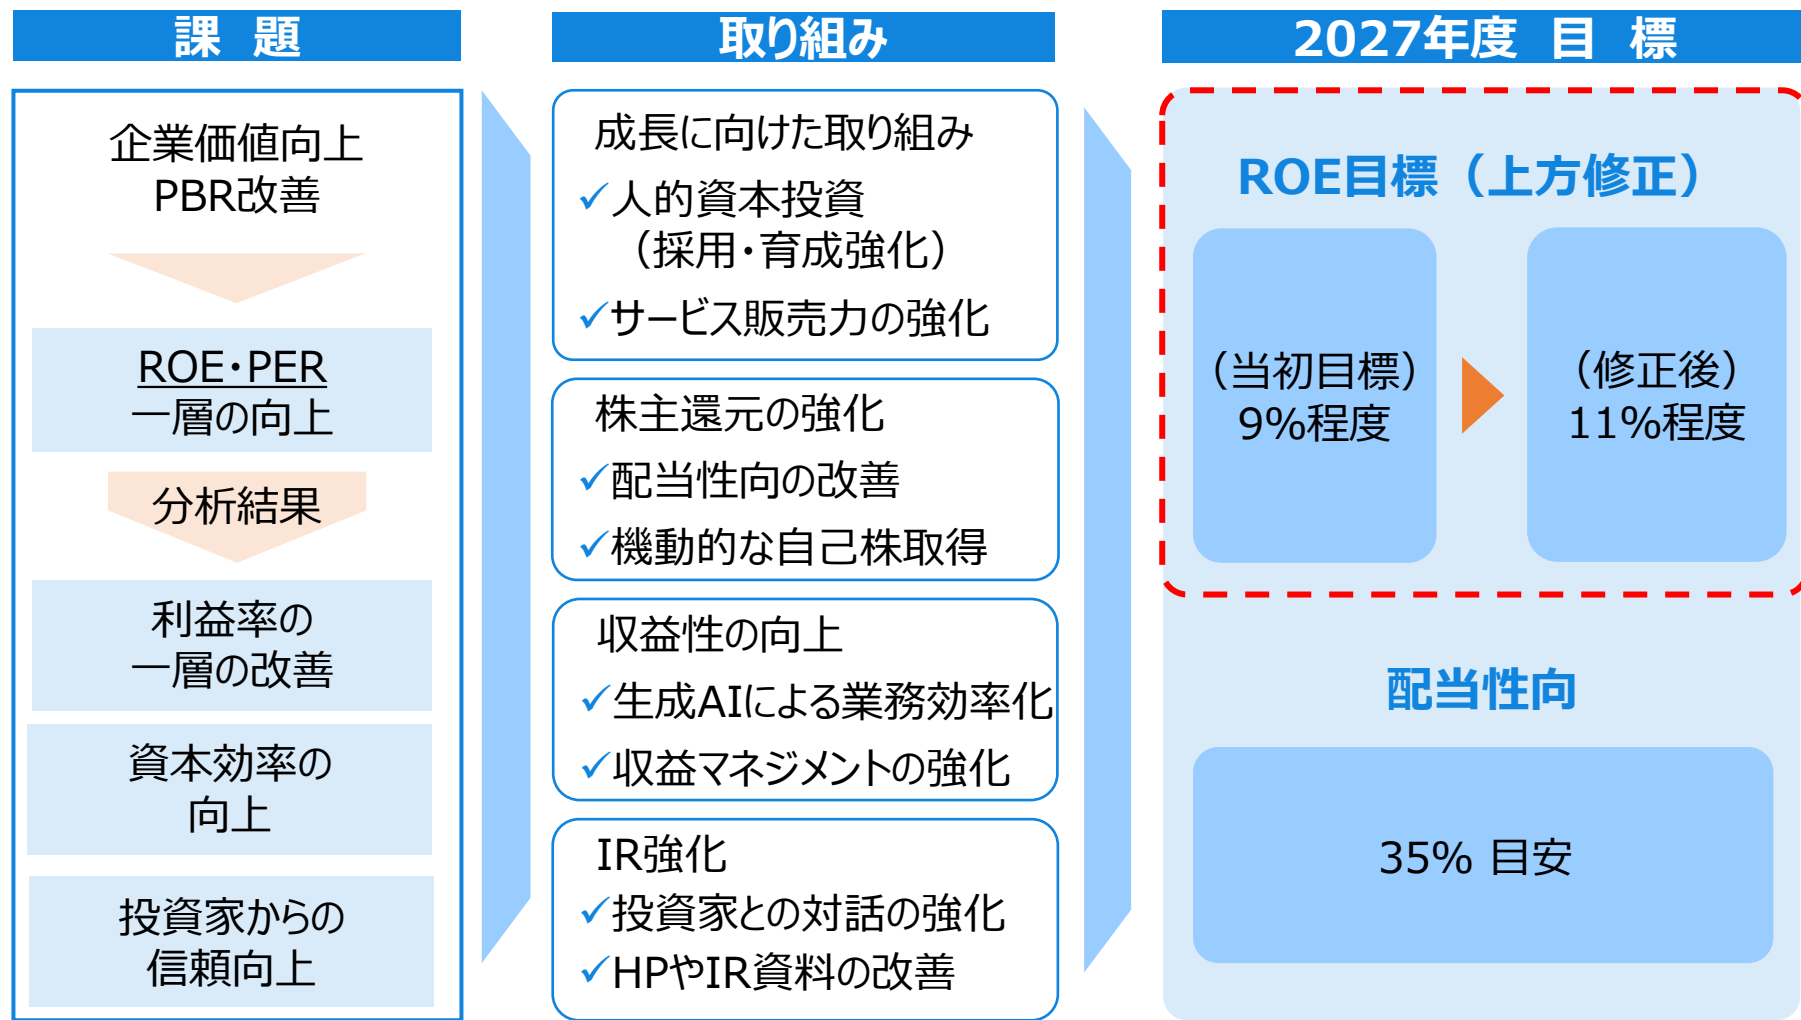 課 題
企業価値向上
PBR改善
ROE・PER
一層の向上
分析結果
利益率の
一層の改善
資本効率の
向上
投資家からの
信頼向上
取り組み
成長に向けた取り組み
✓人的資本投資
（採用・育成強化）
✓サービス販売力の強化
株主還元の強化
✓配当性向の改善
✓機動的な自己株取得
収益性の向上
✓生成AIによる業務効率化
✓収益マネジメントの強化
IR強化
✓投資家との対話の強化
✓HPやIR資料の改善
2027年度 目 標
ROE目標（上方修正）
（当初目標）
9%程度
（修正後）
11%程度
配当性向
35% 目安